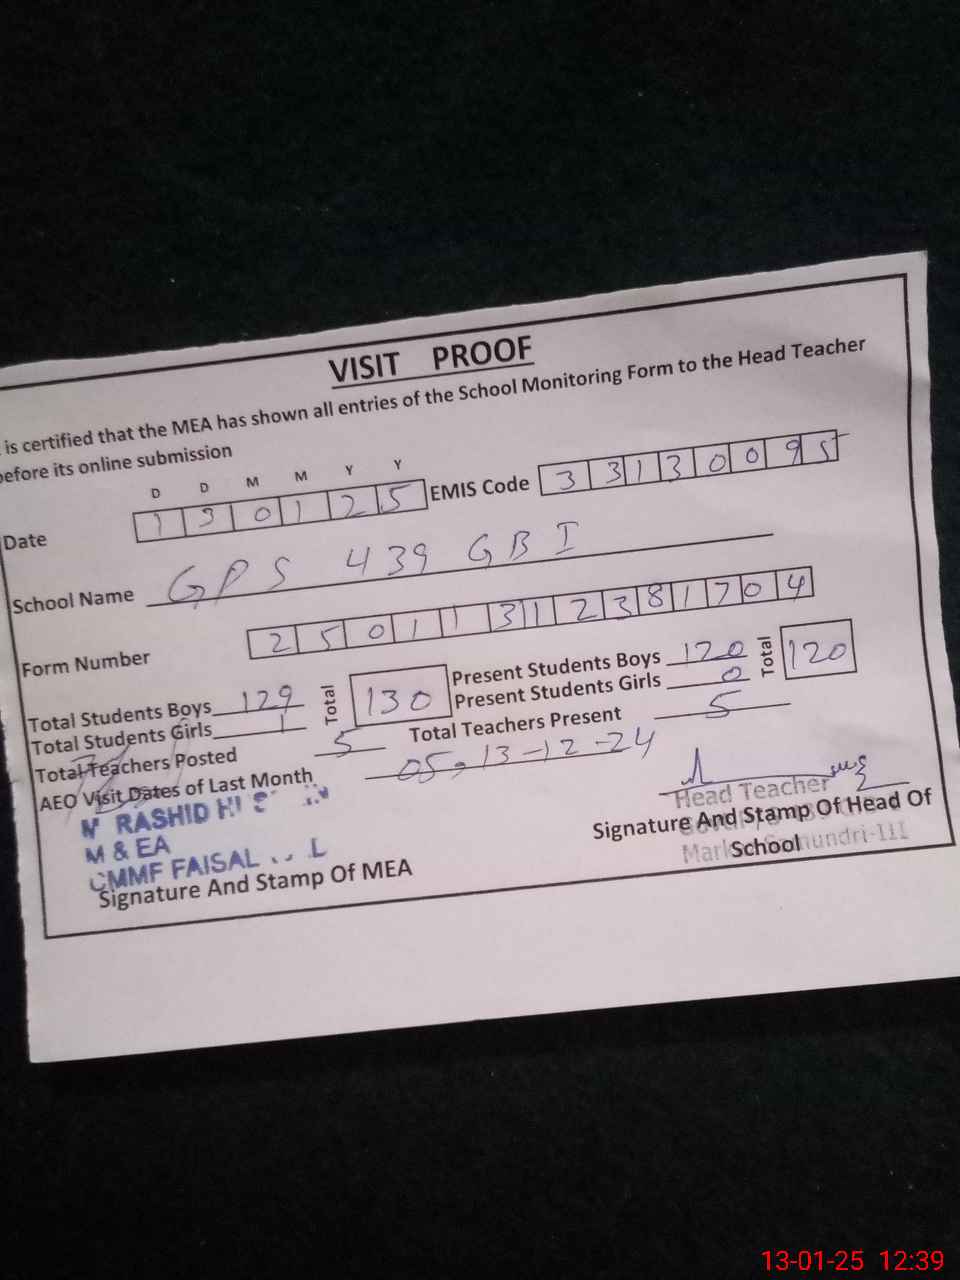 VISIT PROOF
is certified that the MEA has shown all entries of the School Monitoring Form to the Head Teacher
before its online submission
D D M M Y Y
Date 1 3 0 1 2 5 EMIS Code 3 3 1 3 0 0 9 5
School Name GPS 439 GB I
Form Number 2 5 0 1 1 3 1 2 3 8 1 7 0 4
Total Students Boys 129 Total 130 Present Students Boys 120 Total 120
Total Students Girls 1 Present Students Girls 0
Total Teachers Posted 5 Total Teachers Present 5
AEO Visit Dates of Last Month 05, 13-12-24
RASHID
M & EA
CMMF FAISAL
Signature And Stamp Of MEA
Head Teacher
Signature And Stamp Of Head Of
School
13-01-25 12:39